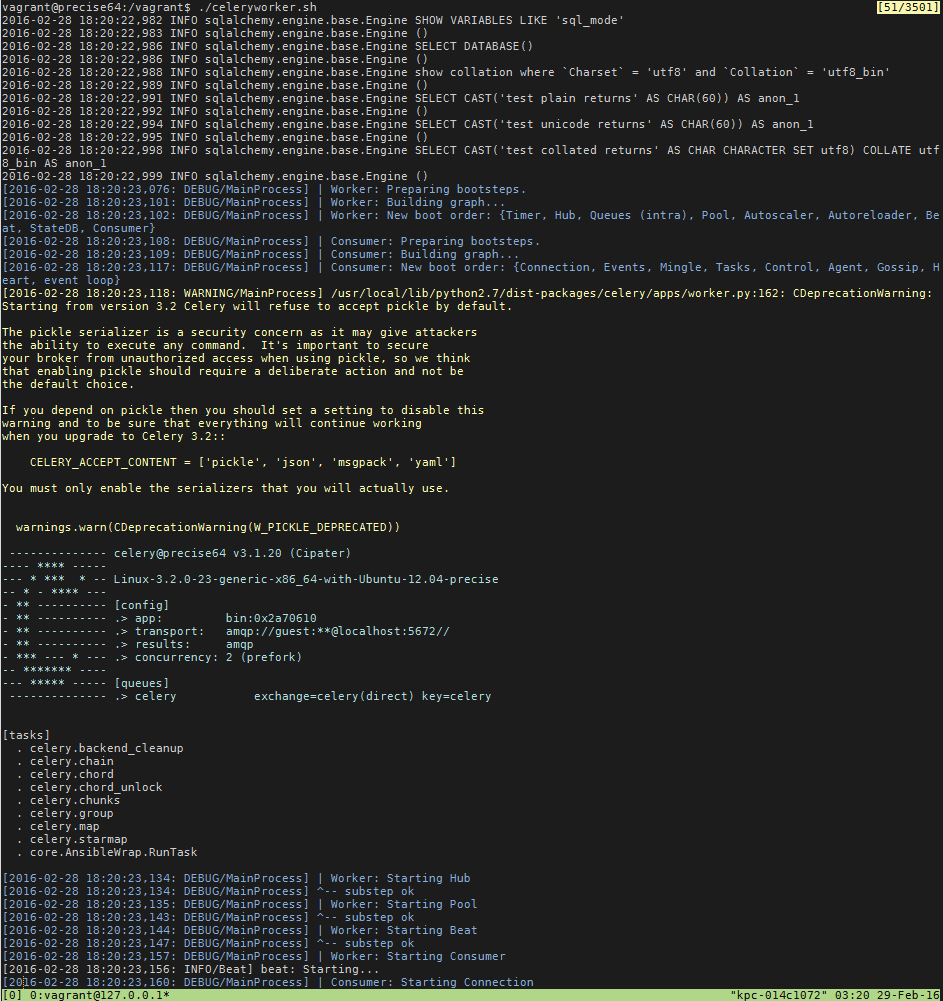 vagrant@precise64:/vagrant$ ./celeryworker.sh [51/3501]
2016-02-28 18:20:22,982 INFO sqlalchemy.engine.base.Engine SHOW VARIABLES LIKE 'sql_mode'
2016-02-28 18:20:22,983 INFO sqlalchemy.engine.base.Engine ()
2016-02-28 18:20:22,986 INFO sqlalchemy.engine.base.Engine SELECT DATABASE()
2016-02-28 18:20:22,986 INFO sqlalchemy.engine.base.Engine ()
2016-02-28 18:20:22,988 INFO sqlalchemy.engine.base.Engine show collation where `Charset` = 'utf8' and `Collation` = 'utf8_bin'
2016-02-28 18:20:22,989 INFO sqlalchemy.engine.base.Engine ()
2016-02-28 18:20:22,991 INFO sqlalchemy.engine.base.Engine SELECT CAST('test plain returns' AS CHAR(60)) AS anon_1
2016-02-28 18:20:22,992 INFO sqlalchemy.engine.base.Engine ()
2016-02-28 18:20:22,994 INFO sqlalchemy.engine.base.Engine SELECT CAST('test unicode returns' AS CHAR(60)) AS anon_1
2016-02-28 18:20:22,995 INFO sqlalchemy.engine.base.Engine ()
2016-02-28 18:20:22,998 INFO sqlalchemy.engine.base.Engine SELECT CAST('test collated returns' AS CHAR CHARACTER SET utf8) COLLATE utf
8_bin AS anon_1
2016-02-28 18:20:22,999 INFO sqlalchemy.engine.base.Engine ()
[2016-02-28 18:20:23,076: DEBUG/MainProcess] | Worker: Preparing bootsteps.
[2016-02-28 18:20:23,101: DEBUG/MainProcess] | Worker: Building graph...
[2016-02-28 18:20:23,102: DEBUG/MainProcess] | Worker: New boot order: {Timer, Hub, Queues (intra), Pool, Autoscaler, Autoreloader, Be
at, StateDB, Consumer}
[2016-02-28 18:20:23,108: DEBUG/MainProcess] | Consumer: Preparing bootsteps.
[2016-02-28 18:20:23,109: DEBUG/MainProcess] | Consumer: Building graph...
[2016-02-28 18:20:23,117: DEBUG/MainProcess] | Consumer: New boot order: {Connection, Events, Mingle, Tasks, Control, Agent, Gossip, H
eart, event loop}
[2016-02-28 18:20:23,118: WARNING/MainProcess] /usr/local/lib/python2.7/dist-packages/celery/apps/worker.py:162: CDeprecationWarning:
Starting from version 3.2 Celery will refuse to accept pickle by default.

The pickle serializer is a security concern as it may give attackers
the ability to execute any command.  It's important to secure
your broker from unauthorized access when using pickle, so we think
that enabling pickle should require a deliberate action and not be
the default choice.

If you depend on pickle then you should set a setting to disable this
warning and to be sure that everything will continue working
when you upgrade to Celery 3.2::

    CELERY_ACCEPT_CONTENT = ['pickle', 'json', 'msgpack', 'yaml']

You must only enable the serializers that you will actually use.


  warnings.warn(CDeprecationWarning(W_PICKLE_DEPRECATED))

 -------------- celery@precise64 v3.1.20 (Cipater)
---- **** -----
--- * ***  * -- Linux-3.2.0-23-generic-x86_64-with-Ubuntu-12.04-precise
-- * - **** ---
- ** ---------- [config]
- ** ---------- .> app:         bin:0x2a70610
- ** ---------- .> transport:   amqp://guest:**@localhost:5672//
- ** ---------- .> results:     amqp
- *** --- * --- .> concurrency: 2 (prefork)
-- ******* ----
--- ***** ----- [queues]
 -------------- .> celery           exchange=celery(direct) key=celery


[tasks]
  . celery.backend_cleanup
  . celery.chain
  . celery.chord
  . celery.chord_unlock
  . celery.chunks
  . celery.group
  . celery.map
  . celery.starmap
  . core.AnsibleWrap.RunTask

[2016-02-28 18:20:23,134: DEBUG/MainProcess] | Worker: Starting Hub
[2016-02-28 18:20:23,134: DEBUG/MainProcess] ^-- substep ok
[2016-02-28 18:20:23,135: DEBUG/MainProcess] | Worker: Starting Pool
[2016-02-28 18:20:23,143: DEBUG/MainProcess] ^-- substep ok
[2016-02-28 18:20:23,144: DEBUG/MainProcess] | Worker: Starting Beat
[2016-02-28 18:20:23,147: DEBUG/MainProcess] ^-- substep ok
[2016-02-28 18:20:23,157: DEBUG/MainProcess] | Worker: Starting Consumer
[2016-02-28 18:20:23,156: INFO/Beat] beat: Starting...
[2016-02-28 18:20:23,160: DEBUG/MainProcess] | Consumer: Starting Connection
[0] 0:vagrant@127.0.0.1* "kpc-014c1072" 03:20 29-Feb-16